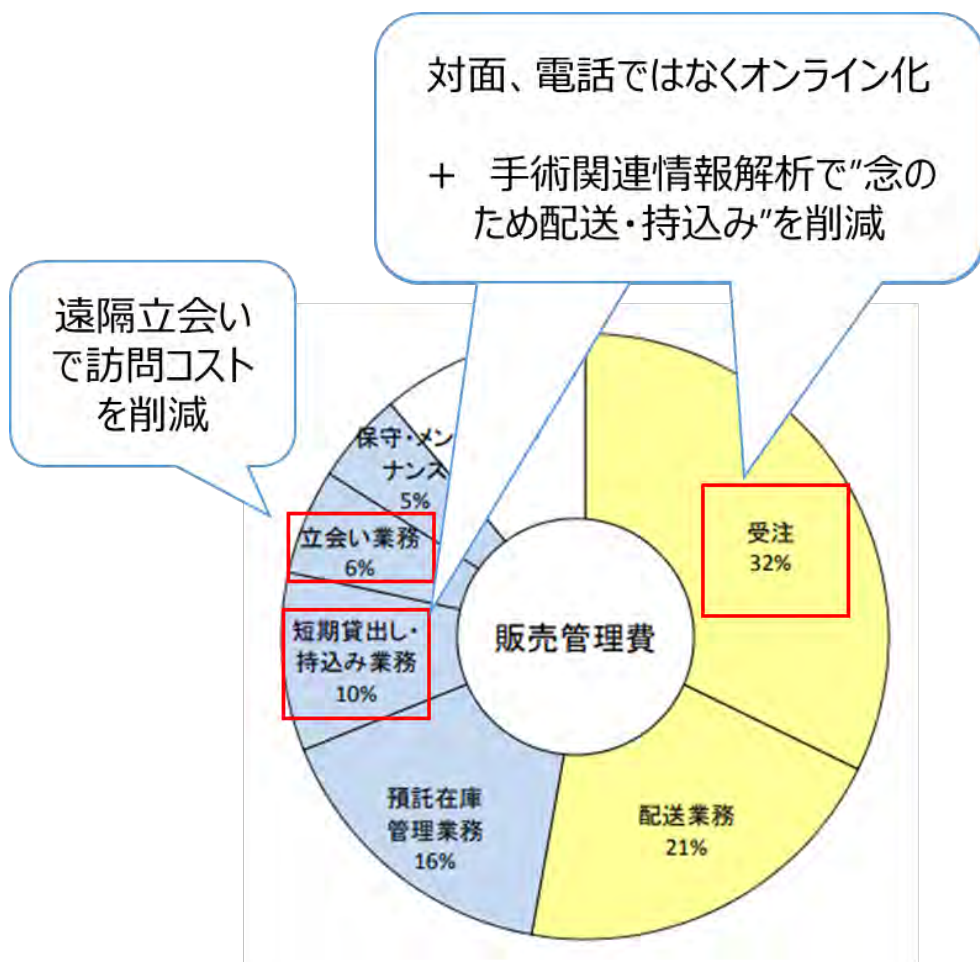 対面、電話ではなくオンライン化
+ 手術関連情報解析で"念の
ため配送・持込み"を削減
遠隔立会い
で訪問コスト
を削減
保守・メン
ナンス
5%
立会い業務
6%
短期貸出し・
持込み業務
10%
預託在庫
管理業務
16%
販売管理費
受注
32%
配送業務
21%